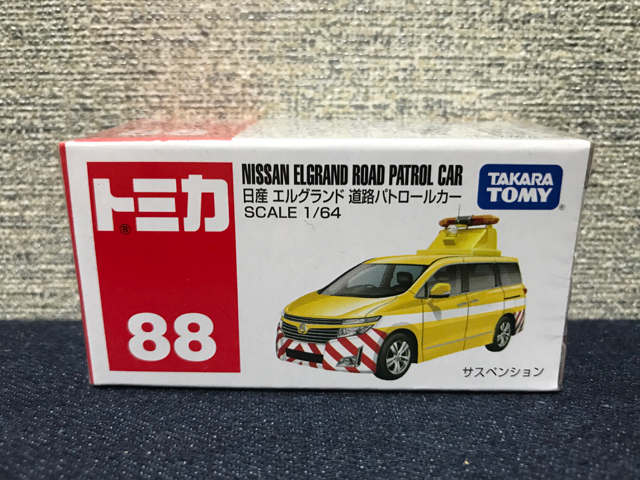 トミカ®
88
NISSAN ELGRAND ROAD PATROL CAR
日産 エルグランド 道路パトロールカー
SCALE 1/64
TAKARA
TOMY®
サスペンション